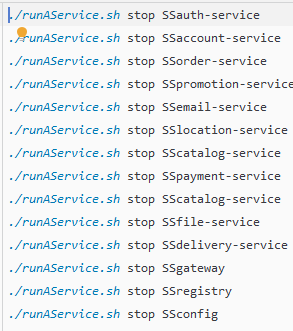 ./runAService.sh stop SSauth-service
./runAService.sh stop SSaccount-service
./runAService.sh stop SSorder-service
./runAService.sh stop SSpromotion-service
./runAService.sh stop SSemail-service
./runAService.sh stop SSlocation-service
./runAService.sh stop SScatalog-service
./runAService.sh stop SSpayment-service
./runAService.sh stop SScatalog-service
./runAService.sh stop SSfile-service
./runAService.sh stop SSdelivery-service
./runAService.sh stop SSgateway
./runAService.sh stop SSregistry
./runAService.sh stop SSconfig